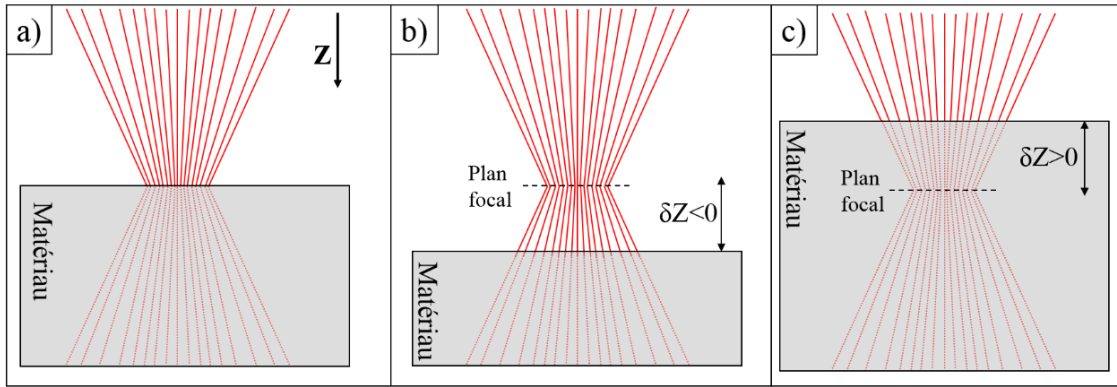 a)
Z
Matériau
b)
Plan
focal
δZ<0
Matériau
c)
Matériau
δZ>0
Plan
focal